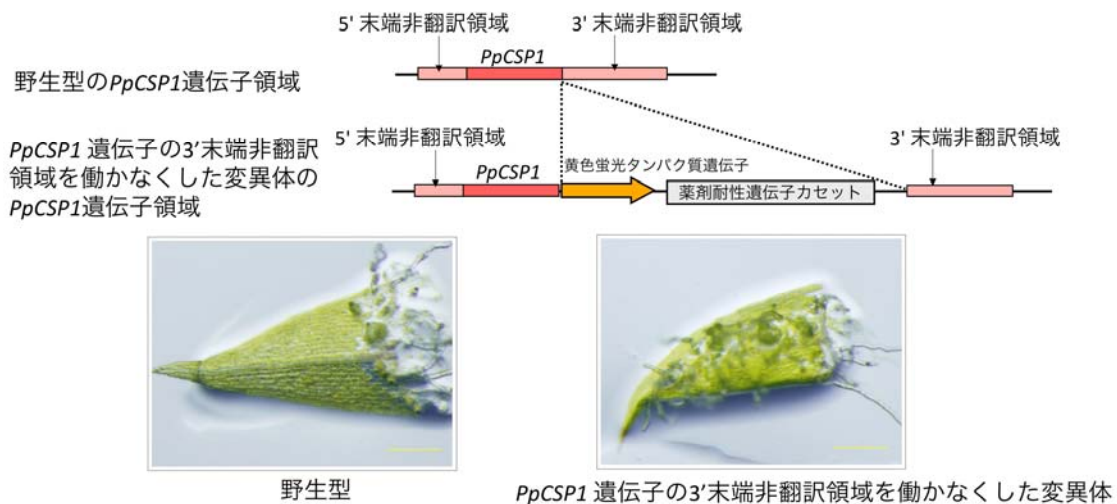 5' 末端非翻訳領域 3' 末端非翻訳領域
PpCSP1
野生型のPpCSP1遺伝子領域
5' 末端非翻訳領域 3' 末端非翻訳領域
PpCSP1 遺伝子の3'末端非翻訳
領域を働かなくした変異体の
PpCSP1遺伝子領域
PpCSP1
黄色蛍光タンパク質遺伝子
薬剤耐性遺伝子カセット
野生型
PpCSP1 遺伝子の3'末端非翻訳領域を働かなくした変異体